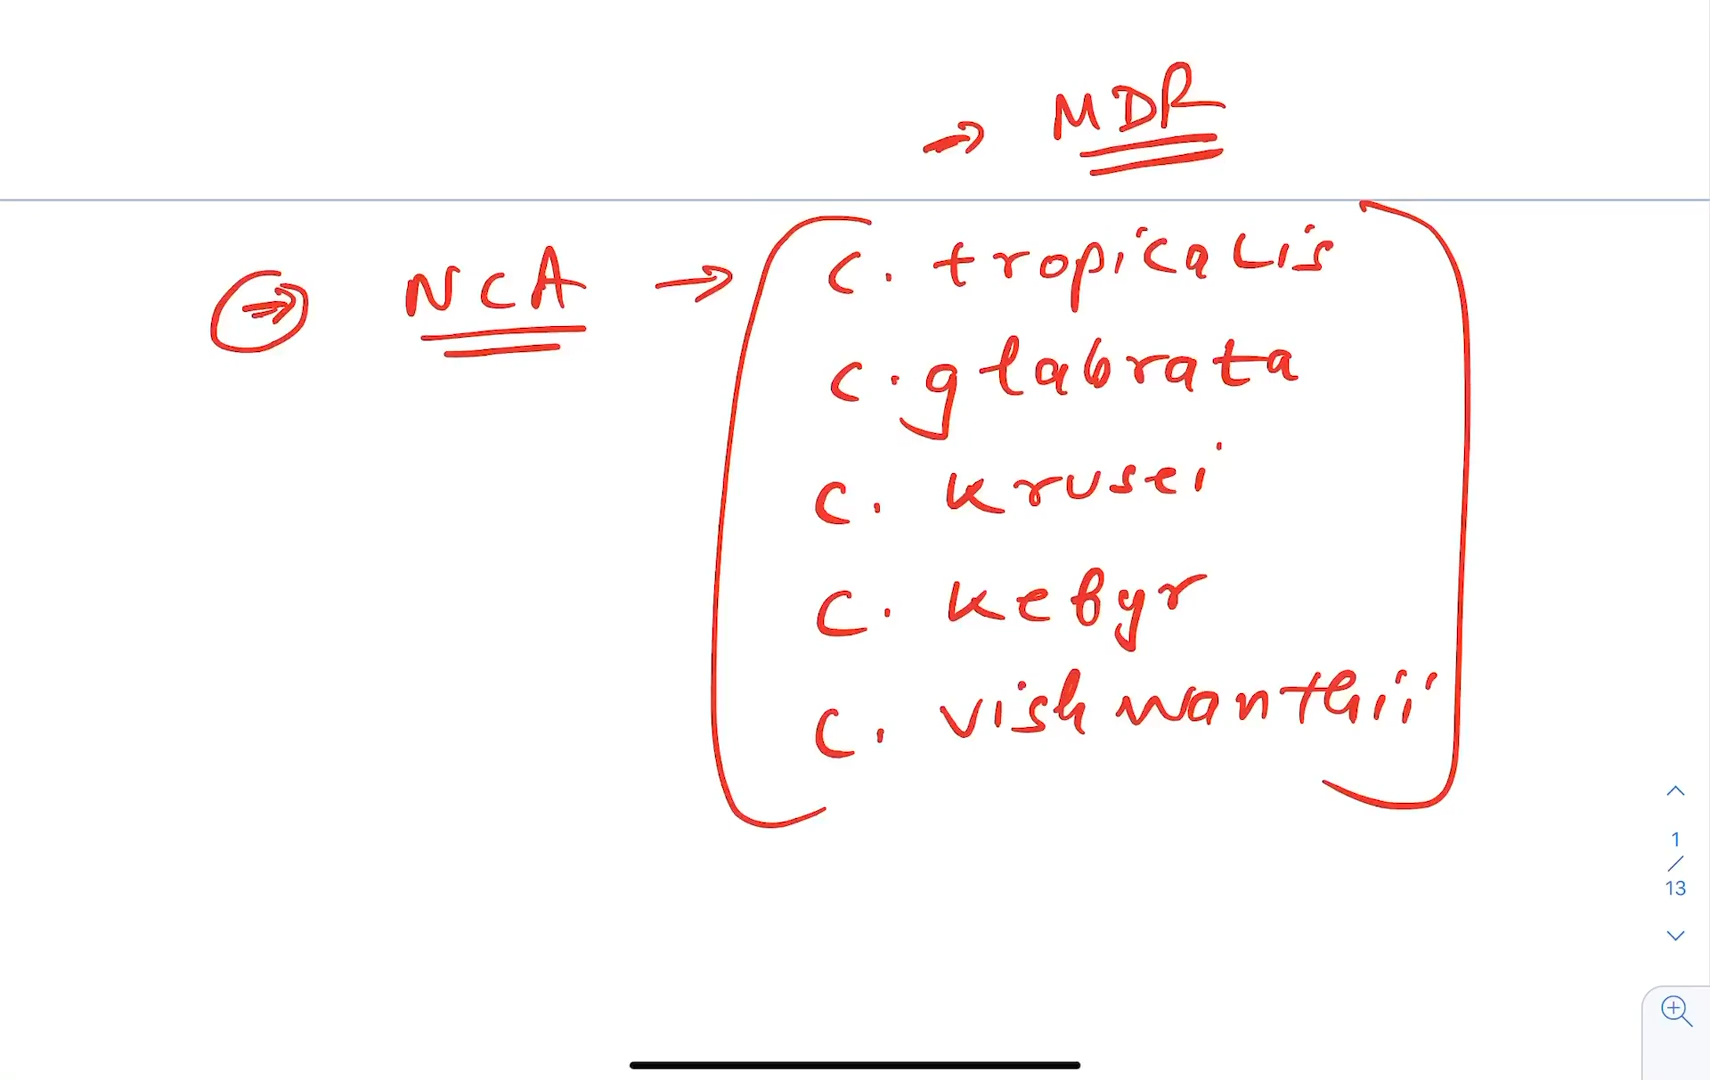 → MDR
→ NCA → C. tropicalis
C. glabrata
C. krusei
C. kefyr
C. vishwanthii
1
/
13